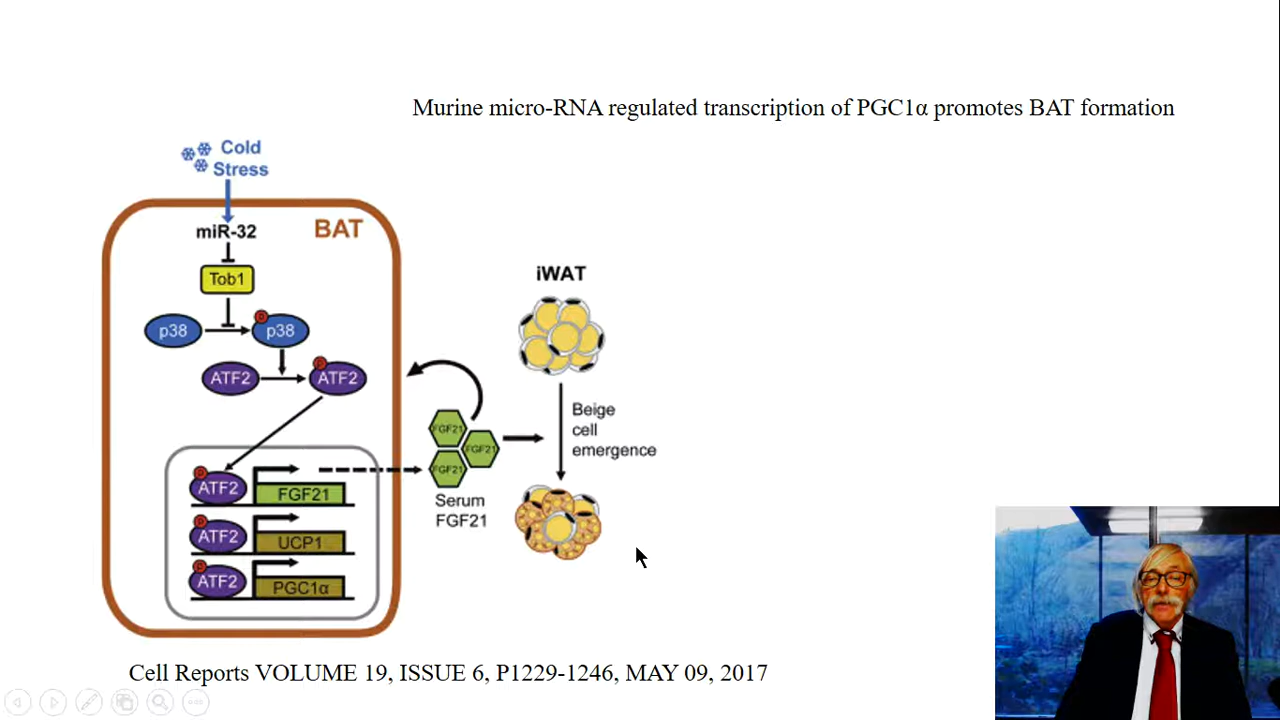 Murine micro-RNA regulated transcription of PGC1α promotes BAT formation
Cold
Stress
miR-32
BAT
Tob1
p38
P
p38
ATF2
P
ATF2
iWAT
Beige
cell
emergence
FGF21
FGF21
FGF21
Serum
FGF21
P
ATF2
FGF21
P
ATF2
UCP1
P
ATF2
PGC1α
Cell Reports VOLUME 19, ISSUE 6, P1229-1246, MAY 09, 2017